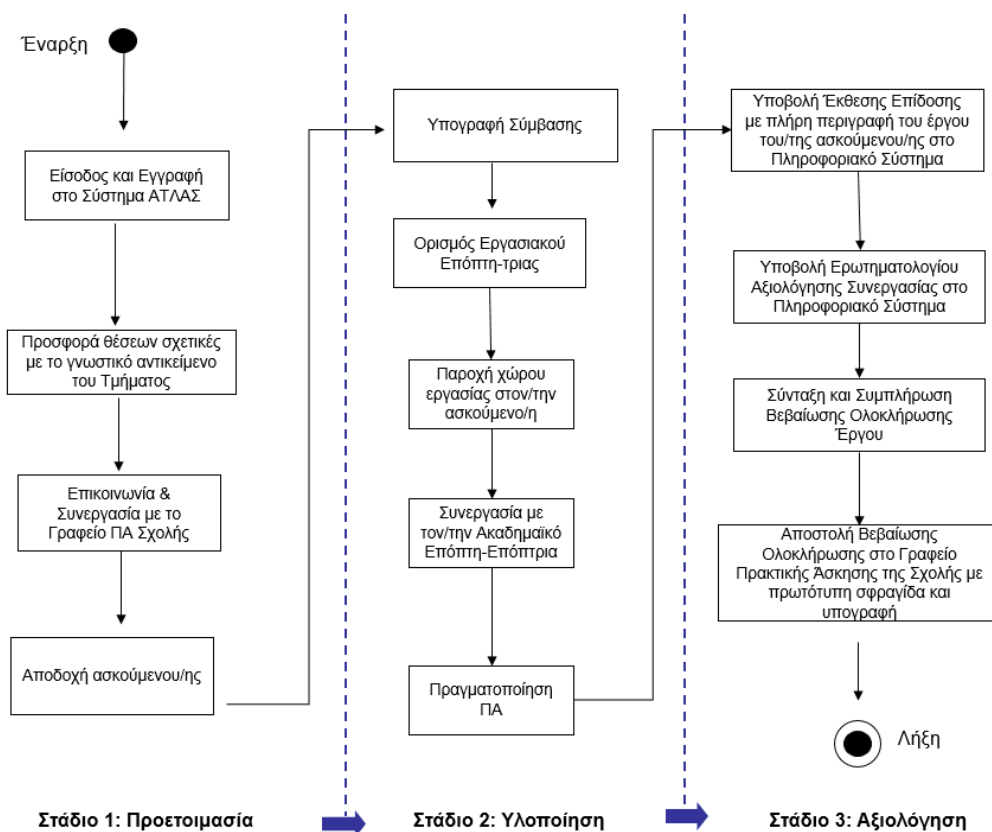 Έναρξη
Είσοδος και Εγγραφή
στο Σύστημα ΑΤΛΑΣ
Προσφορά θέσεων σχετικές
με το γνωστικό αντικείμενο
του Τμήματος
Επικοινωνία &
Συνεργασία με το
Γραφείο ΠΑ Σχολής
Αποδοχή ασκούμενου/ης
Στάδιο 1: Προετοιμασία
Υπογραφή Σύμβασης
Ορισμός Εργασιακού
Επόπτη-τριας
Παροχή χώρου
εργασίας στον/την
ασκούμενο/η
Συνεργασία με
τον/την Ακαδημαϊκό
Επόπτη-Επόπτρια
Πραγματοποίηση
ΠΑ
Στάδιο 2: Υλοποίηση
Υποβολή Έκθεσης Επίδοσης
με πλήρη περιγραφή του έργου
του/της ασκούμενου/ης στο
Πληροφοριακό Σύστημα
Υποβολή Ερωτηματολογίου
Αξιολόγησης Συνεργασίας στο
Πληροφοριακό Σύστημα
Σύνταξη και Συμπλήρωση
Βεβαίωσης Ολοκλήρωσης
Έργου
Αποστολή Βεβαίωσης
Ολοκλήρωσης στο Γραφείο
Πρακτικής Άσκησης της Σχολής με
πρωτότυπη σφραγίδα και
υπογραφή
Λήξη
Στάδιο 3: Αξιολόγηση